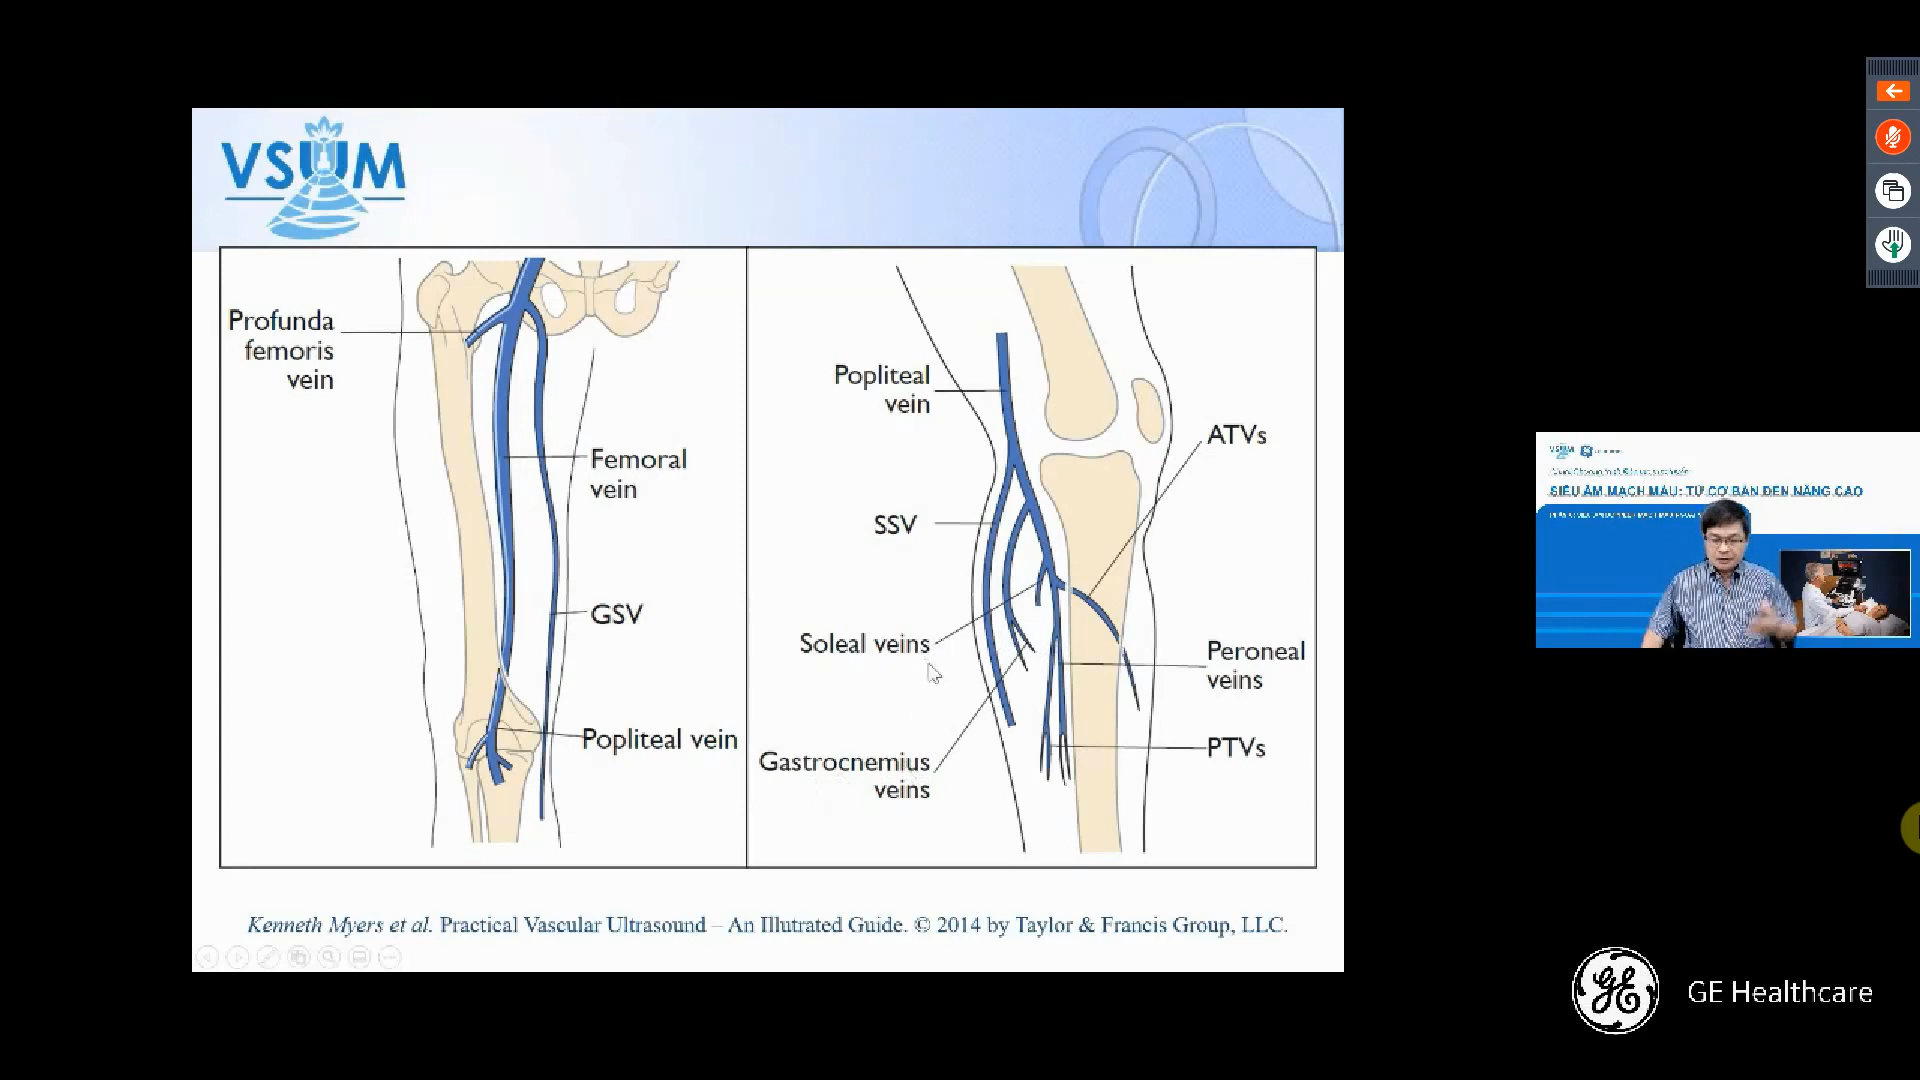 VSUM
Profunda
femoris
vein
Femoral
vein
GSV
Popliteal vein
Popliteal
vein
SSV
Soleal veins
Gastrocnemius
veins
ATVs
Peroneal
veins
PTVs
Kenneth Myers et al. Practical Vascular Ultrasound – An Illutrated Guide. © 2014 by Taylor & Francis Group, LLC.
VSUM
SIÊU ÂM MẠCH MÁU: TỪ CƠ BẢN ĐẾN NÂNG CAO
GE Healthcare